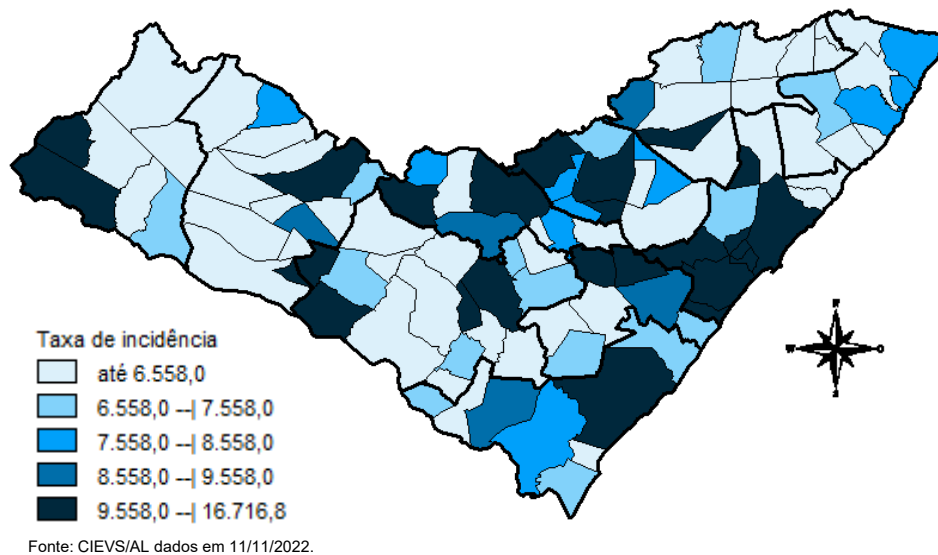 Taxa de incidência
até 6.558,0
6.558,0 --| 7.558,0
7.558,0 --| 8.558,0
8.558,0 --| 9.558,0
9.558,0 --| 16.716,8
Fonte: CIEVS/AL dados em 11/11/2022.